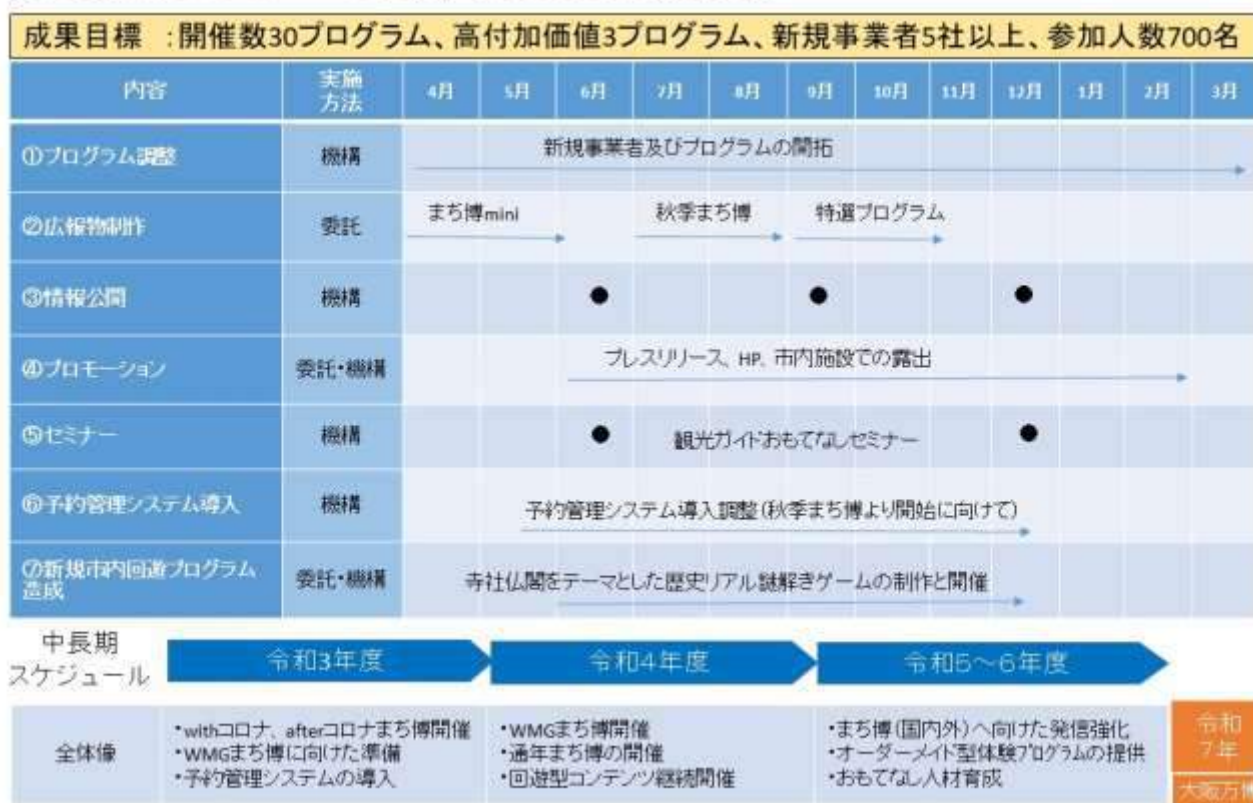 成果目標 :開催数30プログラム、高付加価値3プログラム、新規事業者5社以上、参加人数700名
内容 実施方法 4月 5月 6月 7月 8月 9月 10月 11月 12月 1月 2月 3月
①プログラム調整 機構 新規事業者及びプログラムの開拓
②広報物制作 委託 まち博mini 秋季まち博 特選プログラム
③情報公開 機構 ● ● ●
④プロモーション 委託・機構 プレスリリース、HP、市内施設での露出
⑤セミナー 機構 ● 観光ガイドおもてなしセミナー ●
⑥予約管理システム導入 機構 予約管理システム導入調整(秋季まち博より開始に向けて)
⑦新規市内回遊プログラム
造成 委託・機構 寺社仏閣をテーマとした歴史リアル謎解きゲームの制作と開催
中長期
スケジュール 令和3年度 令和4年度 令和5~6年度
全体像
・withコロナ、afterコロナまち博開催
・WMGまち博に向けた準備
・予約管理システムの導入
・WMGまち博開催
・通年まち博の開催
・回遊型コンテンツ継続開催
・まち博(国内外)へ向けた発信強化
・オーダーメイド型体験プログラムの提供
・おもてなし人材育成
令和
7年
大阪万博